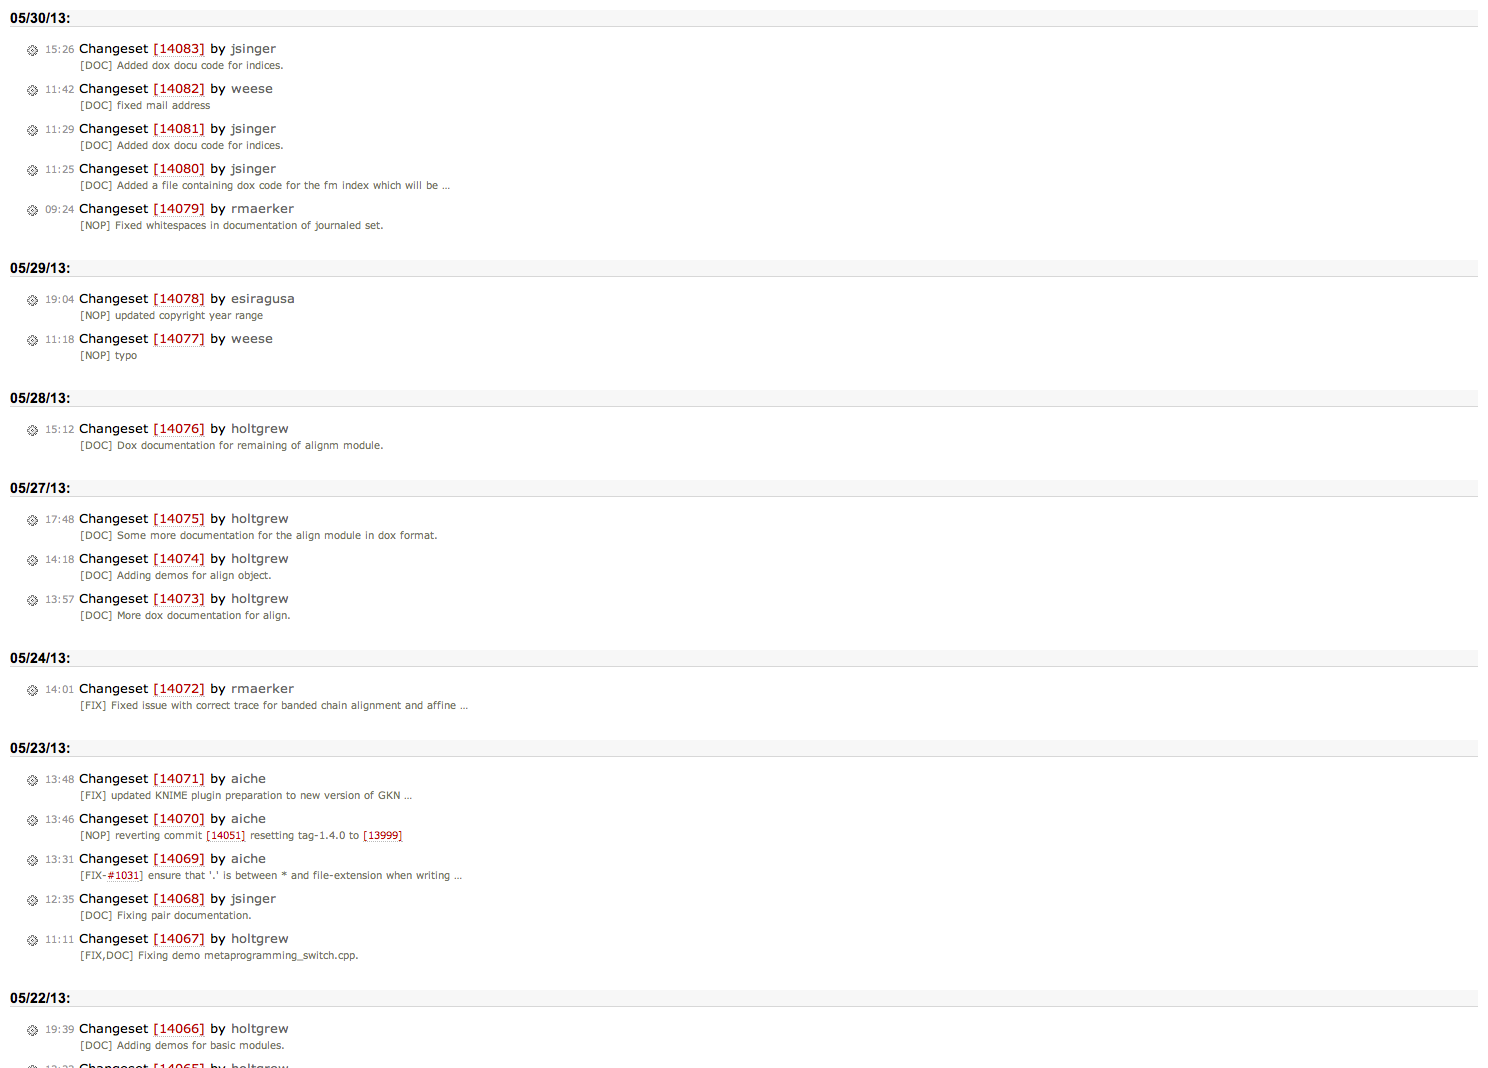 05/30/13:
15:26 Changeset [14083] by jsinger
[DOC] Added dox docu code for indices.
11:42 Changeset [14082] by weese
[DOC] fixed mail address
11:29 Changeset [14081] by jsinger
[DOC] Added dox docu code for indices.
11:25 Changeset [14080] by jsinger
[DOC] Added a file containing dox code for the fm index which will be ...
09:24 Changeset [14079] by rmaerker
[NOP] Fixed whitespaces in documentation of journaled set.
05/29/13:
19:04 Changeset [14078] by esiragusa
[NOP] updated copyright year range
11:18 Changeset [14077] by weese
[NOP] typo
05/28/13:
15:12 Changeset [14076] by holtgrew
[DOC] Dox documentation for remaining of alignm module.
05/27/13:
17:48 Changeset [14075] by holtgrew
[DOC] Some more documentation for the align module in dox format.
14:18 Changeset [14074] by holtgrew
[DOC] Adding demos for align object.
13:57 Changeset [14073] by holtgrew
[DOC] More dox documentation for align.
05/24/13:
14:01 Changeset [14072] by rmaerker
[FIX] Fixed issue with correct trace for banded chain alignment and affine ...
05/23/13:
13:48 Changeset [14071] by aiche
[FIX] updated KNIME plugin preparation to new version of GKN ...
13:46 Changeset [14070] by aiche
[NOP] reverting commit [14051] resetting tag-1.4.0 to [13999]
13:31 Changeset [14069] by aiche
[FIX-#1031] ensure that '.' is between * and file-extension when writing ...
12:35 Changeset [14068] by jsinger
[DOC] Fixing pair documentation.
11:11 Changeset [14067] by holtgrew
[FIX,DOC] Fixing demo metaprogramming_switch.cpp.
05/22/13:
19:39 Changeset [14066] by holtgrew
[DOC] Adding demos for basic modules.
Changeset [14065] by holtgrew